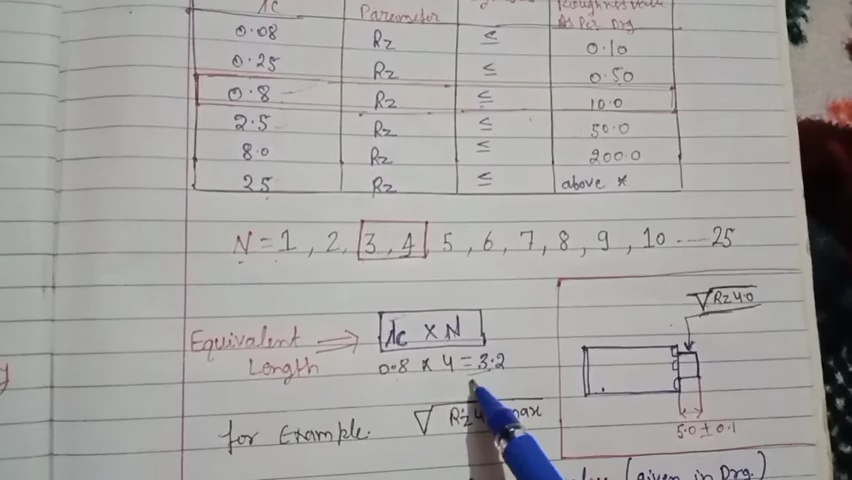 λc Parameter Roughness Value
As Per Drg
0.08 Rz ≤ 0.10
0.25 Rz ≤ 0.50
0.8 Rz ≤ 10.0
2.5 Rz ≤ 50.0
8.0 Rz ≤ 200.0
25 Rz ≤ above *
N = 1, 2, 3, 4, 5, 6, 7, 8, 9, 10 --- 25
√Rz 4.0
Equivalent Length ⇒ λc × N
0.8 × 4 = 3.2
5.0 ± 0.1
for Example. √Rz 4 max
(given in Drg.)